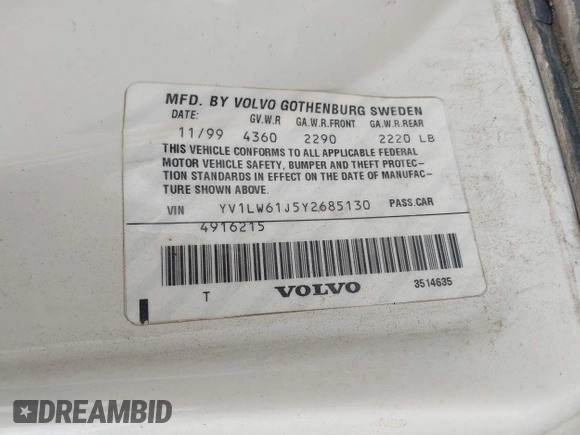 MFD. BY VOLVO GOTHENBURG SWEDEN
DATE: GV.W.R GA.W.R.FRONT GA.W.R.REAR
11/99 4360 2290 2220 LB
THIS VEHICLE CONFORMS TO ALL APPLICABLE FEDERAL
MOTOR VEHICLE SAFETY, BUMPER AND THEFT PROTEC-
TION STANDARDS IN EFFECT ON THE DATE OF MANUFAC-
TURE SHOWN ABOVE.
VIN YV1LW61J5Y2685130 PASS.CAR
4916215
T VOLVO 3514635
DREAMBID